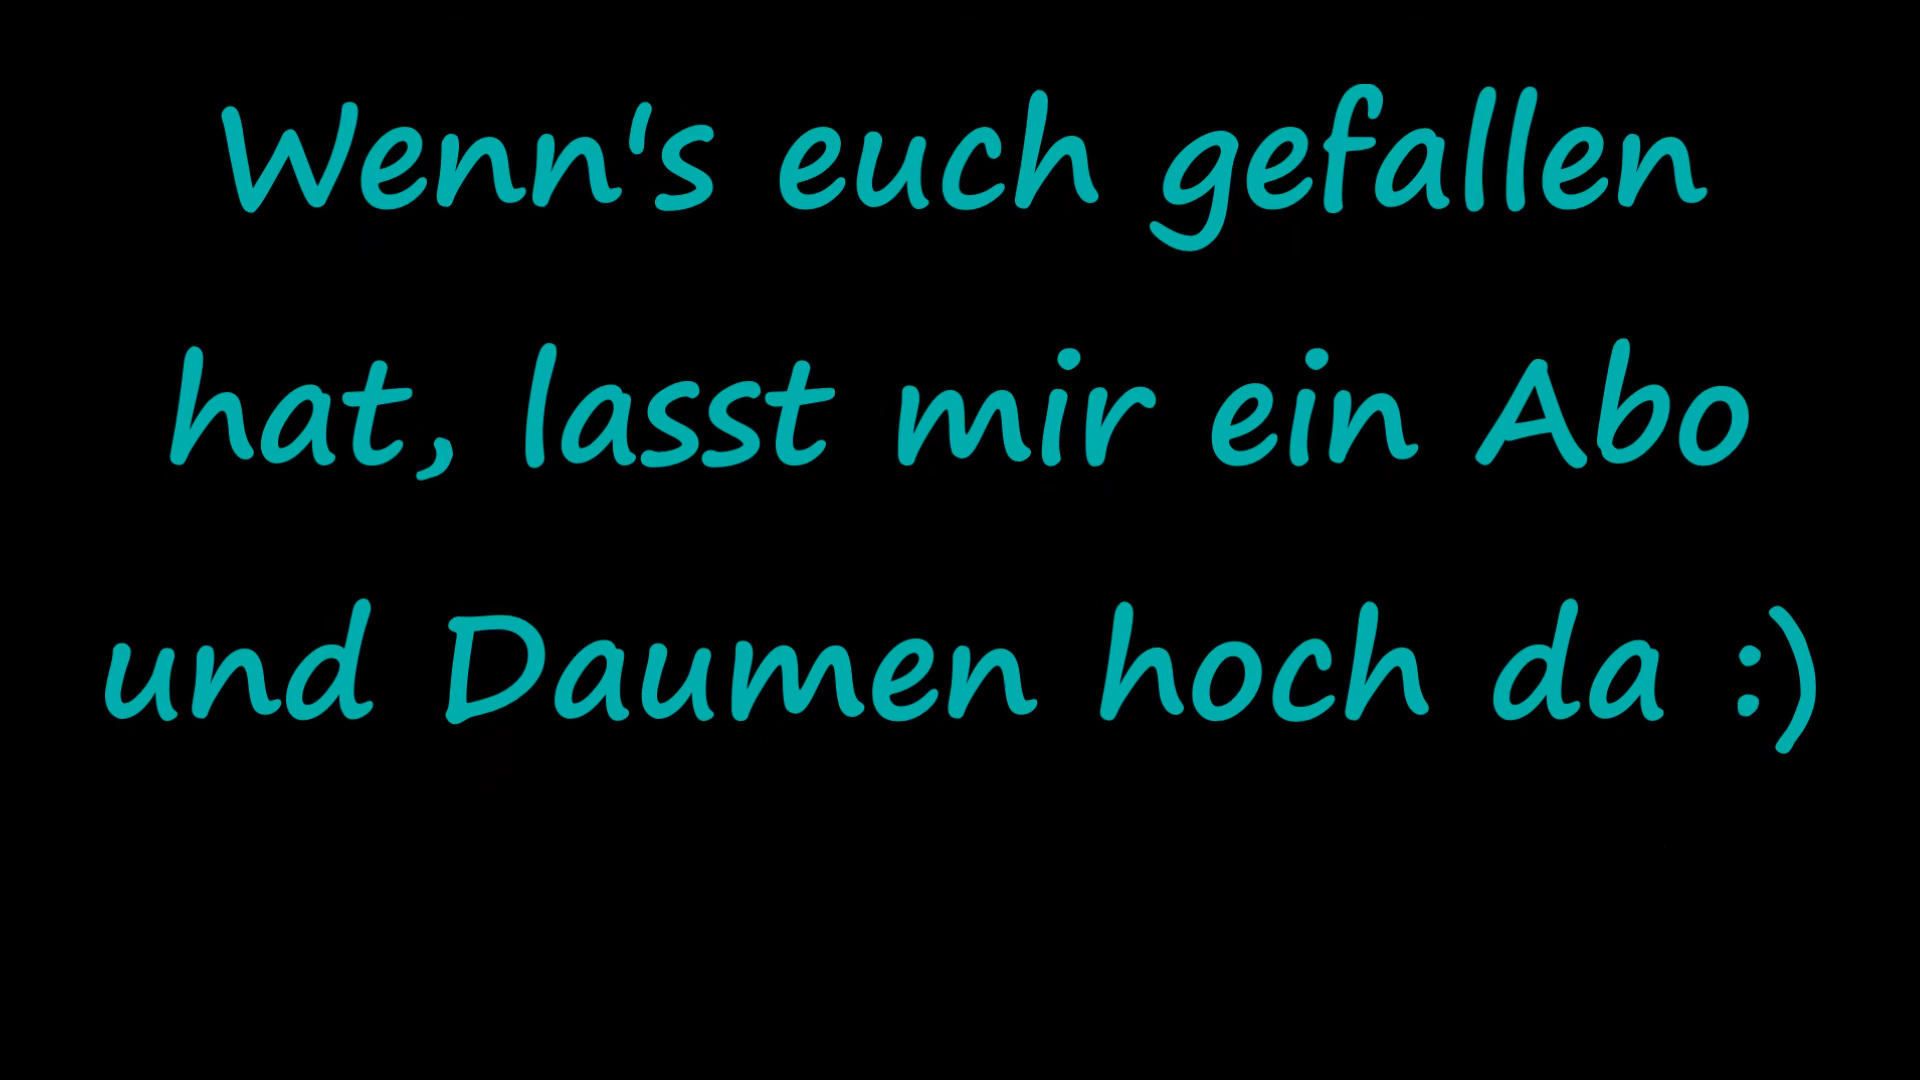 Wenn's euch gefallen
hat, lasst mir ein Abo
und Daumen hoch da :)